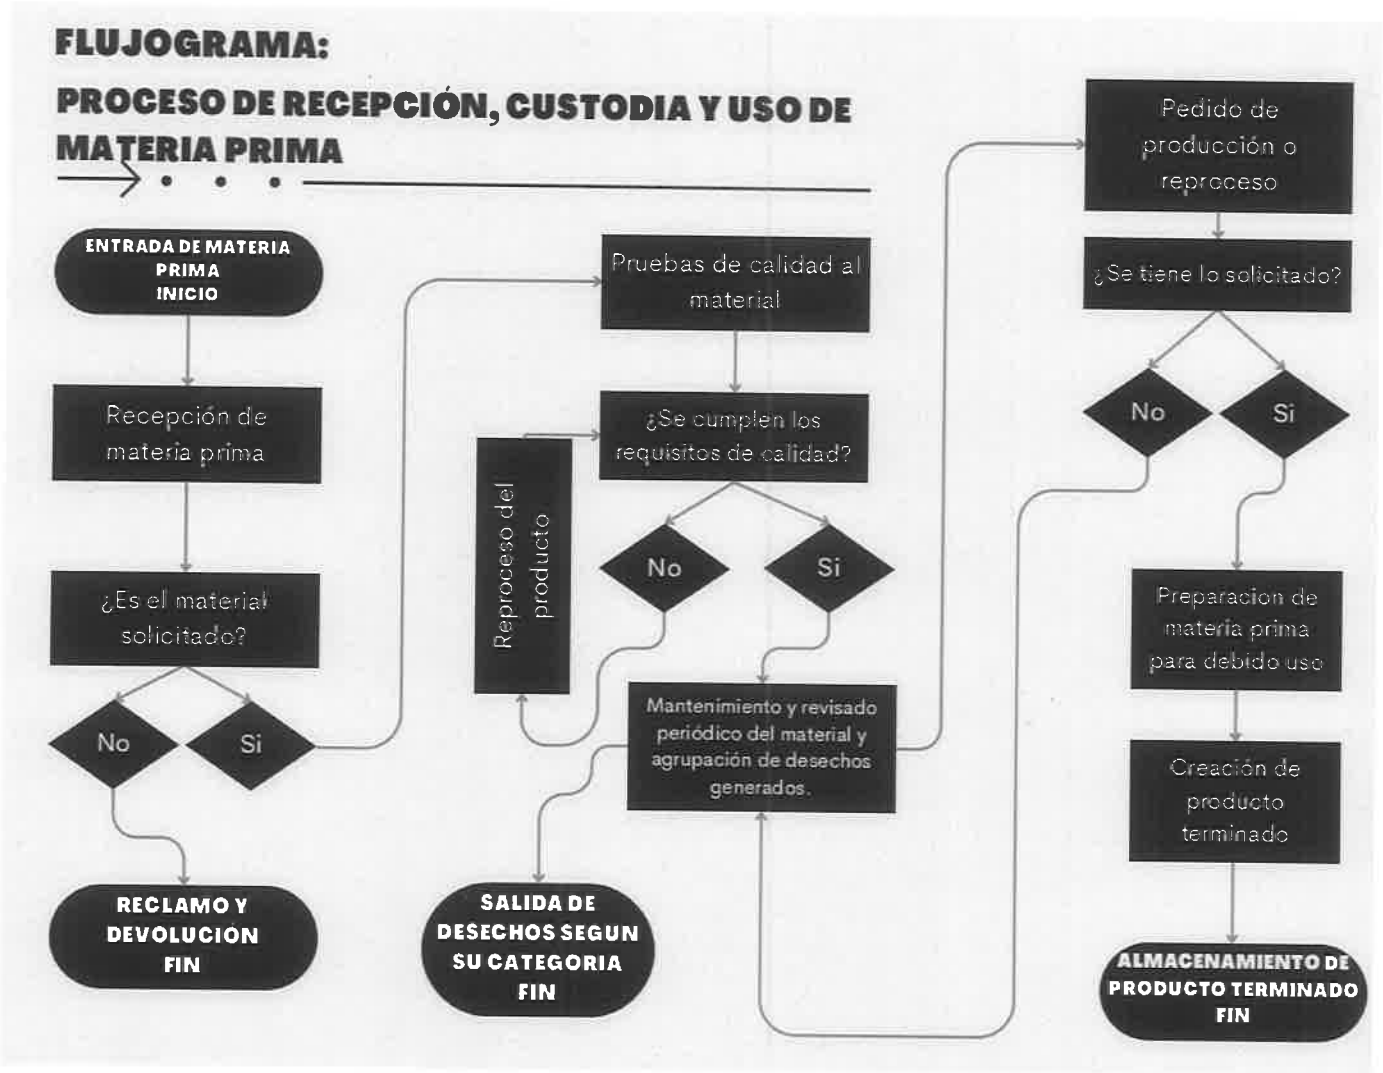 FLUJOGRAMA:
PROCESO DE RECEPCIÓN, CUSTODIA Y USO DE
MATERIA PRIMA
ENTRADA DE MATERIA
PRIMA
INICIO
Recepción de
materia prima
¿Es el material
solicitado?
No
Si
RECLAMO Y
DEVOLUCIÓN
FIN
Pruebas de calidad al
material
¿Se cumplen los
requisitos de calidad?
Reproceso del
producto
No
Si
Mantenimiento y revisado
periódico del material y
agrupación de desechos
generados.
SALIDA DE
DESECHOS SEGUN
SU CATEGORIA
FIN
Pedido de
producción o
reproceso
¿Se tiene lo solicitado?
No
Si
Preparacion de
materia prima
para debido uso
Creación de
producto
terminado
ALMACENAMIENTO DE
PRODUCTO TERMINADO
FIN